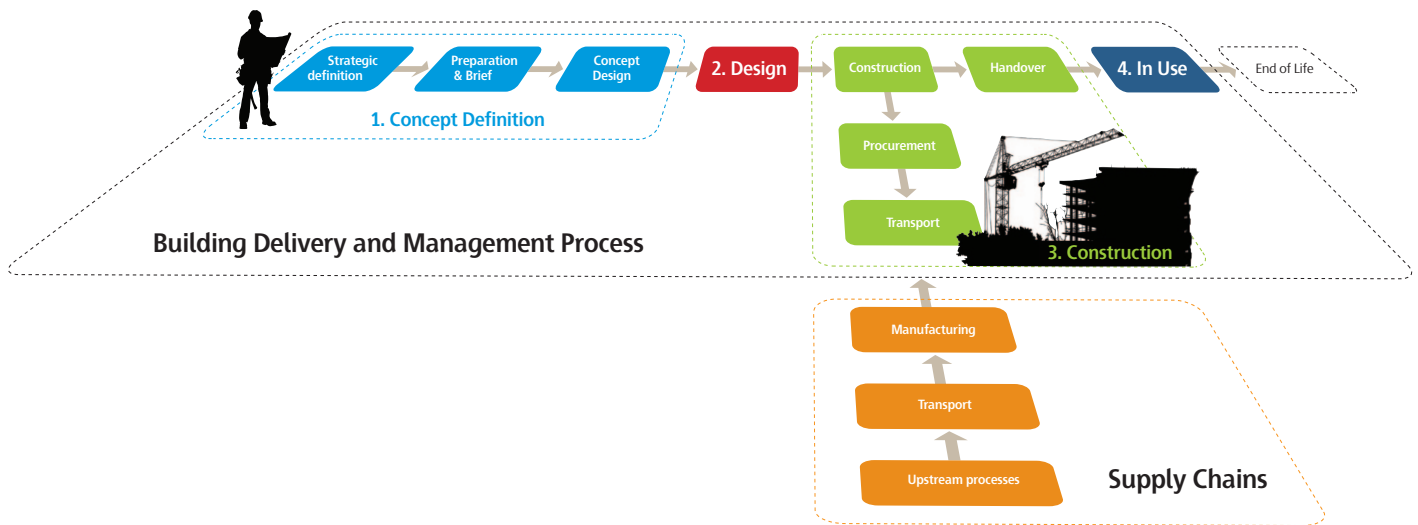 Strategic
definition
Preparation
& Brief
Concept
Design
2. Design
Construction
Handover
4. In Use
End of Life
1. Concept Definition
Procurement
Transport
Building Delivery and Management Process
3. Construction
Manufacturing
Transport
Upstream processes
Supply Chains